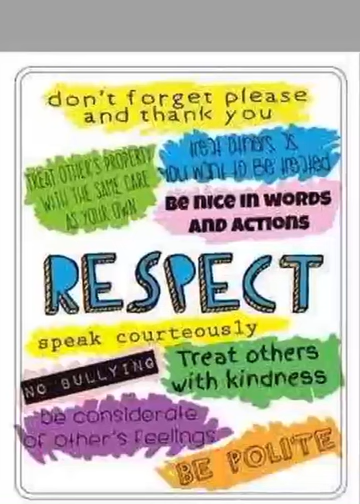 don't forget please
and thank you
TREAT OTHER'S PROPERTY
WITH THE SAME CARE
AS YOUR OWN
treat others as
you want to be treated
Be nice in words
and actions
RESPECT
speak courteously
NO BULLYING
Treat others
with kindness
be considerate
of other's feelings
BE POLITE